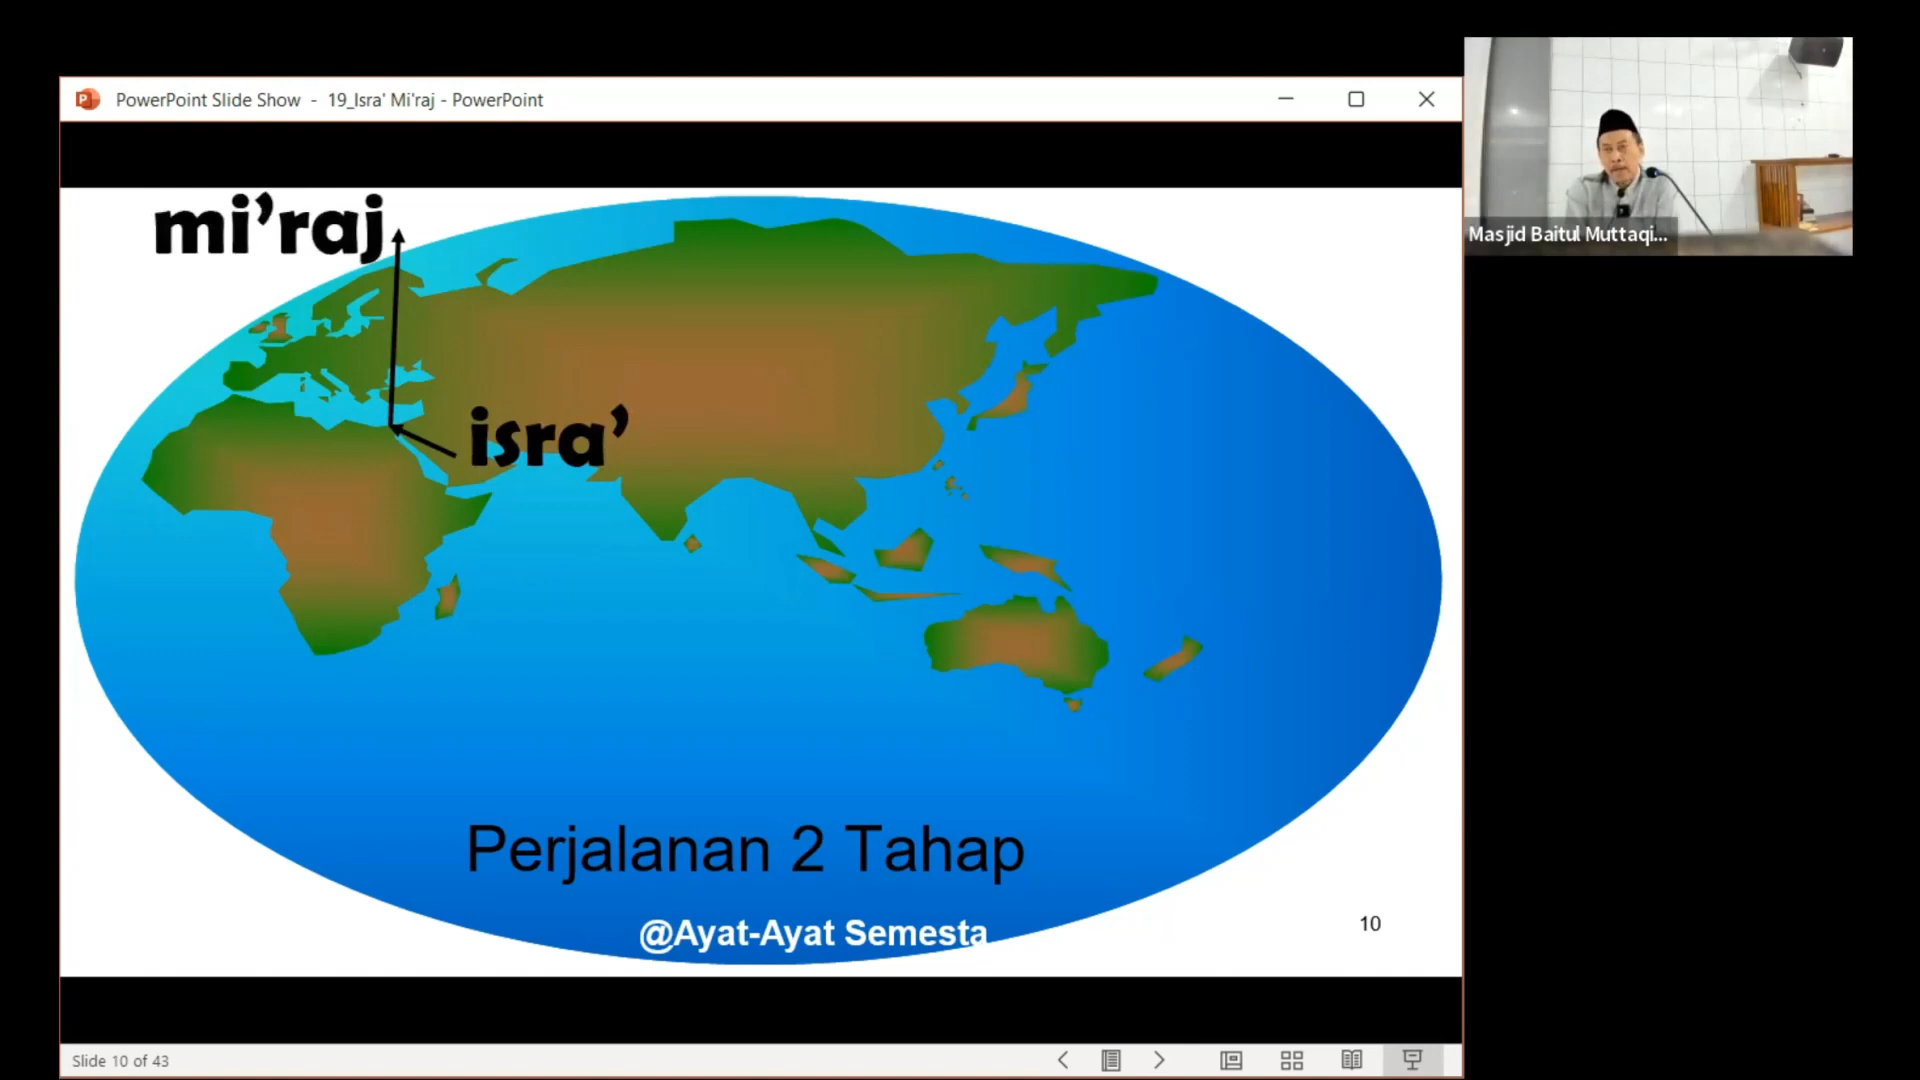 PowerPoint Slide Show - 19_Isra' Mi'raj - PowerPoint
mi’raj
isra’
Perjalanan 2 Tahap
@Ayat-Ayat Semesta
10
Masjid Baitul Muttaqi...
Slide 10 of 43